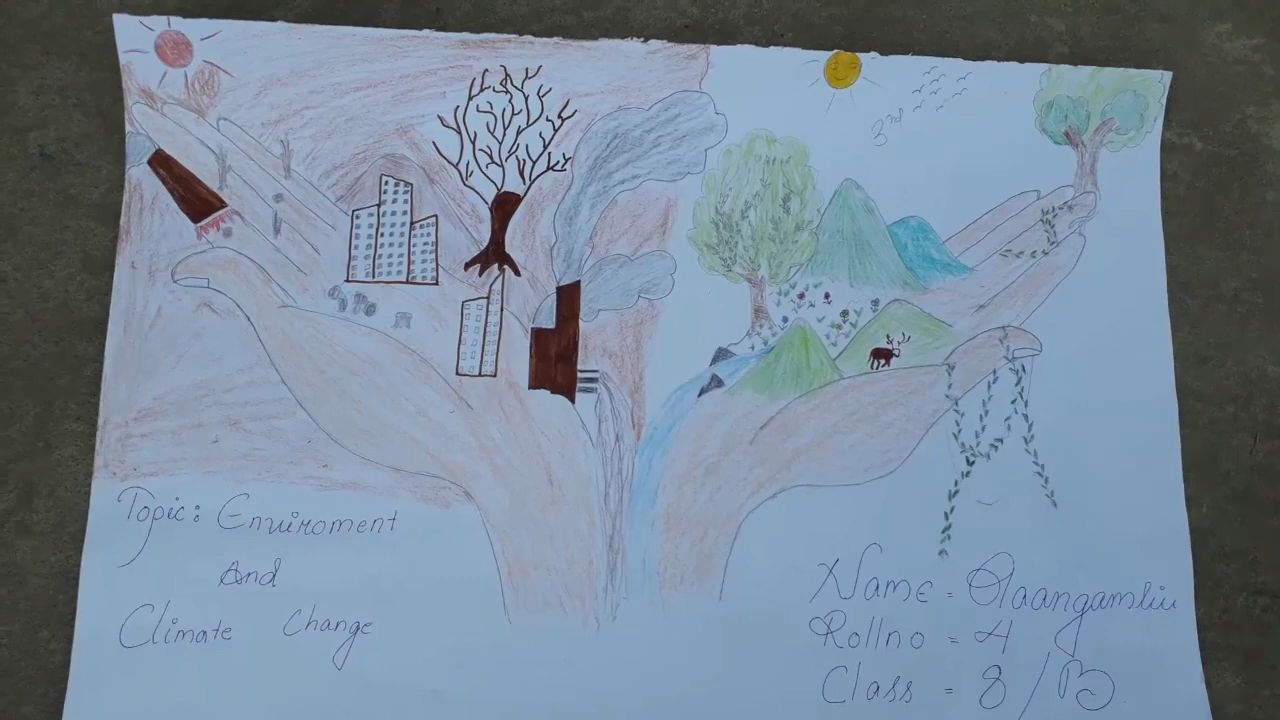 3rd
Topic: Enviroment
And
Climate Change
Name = Olaangamliu
Rollno = 4
Class = 8/B